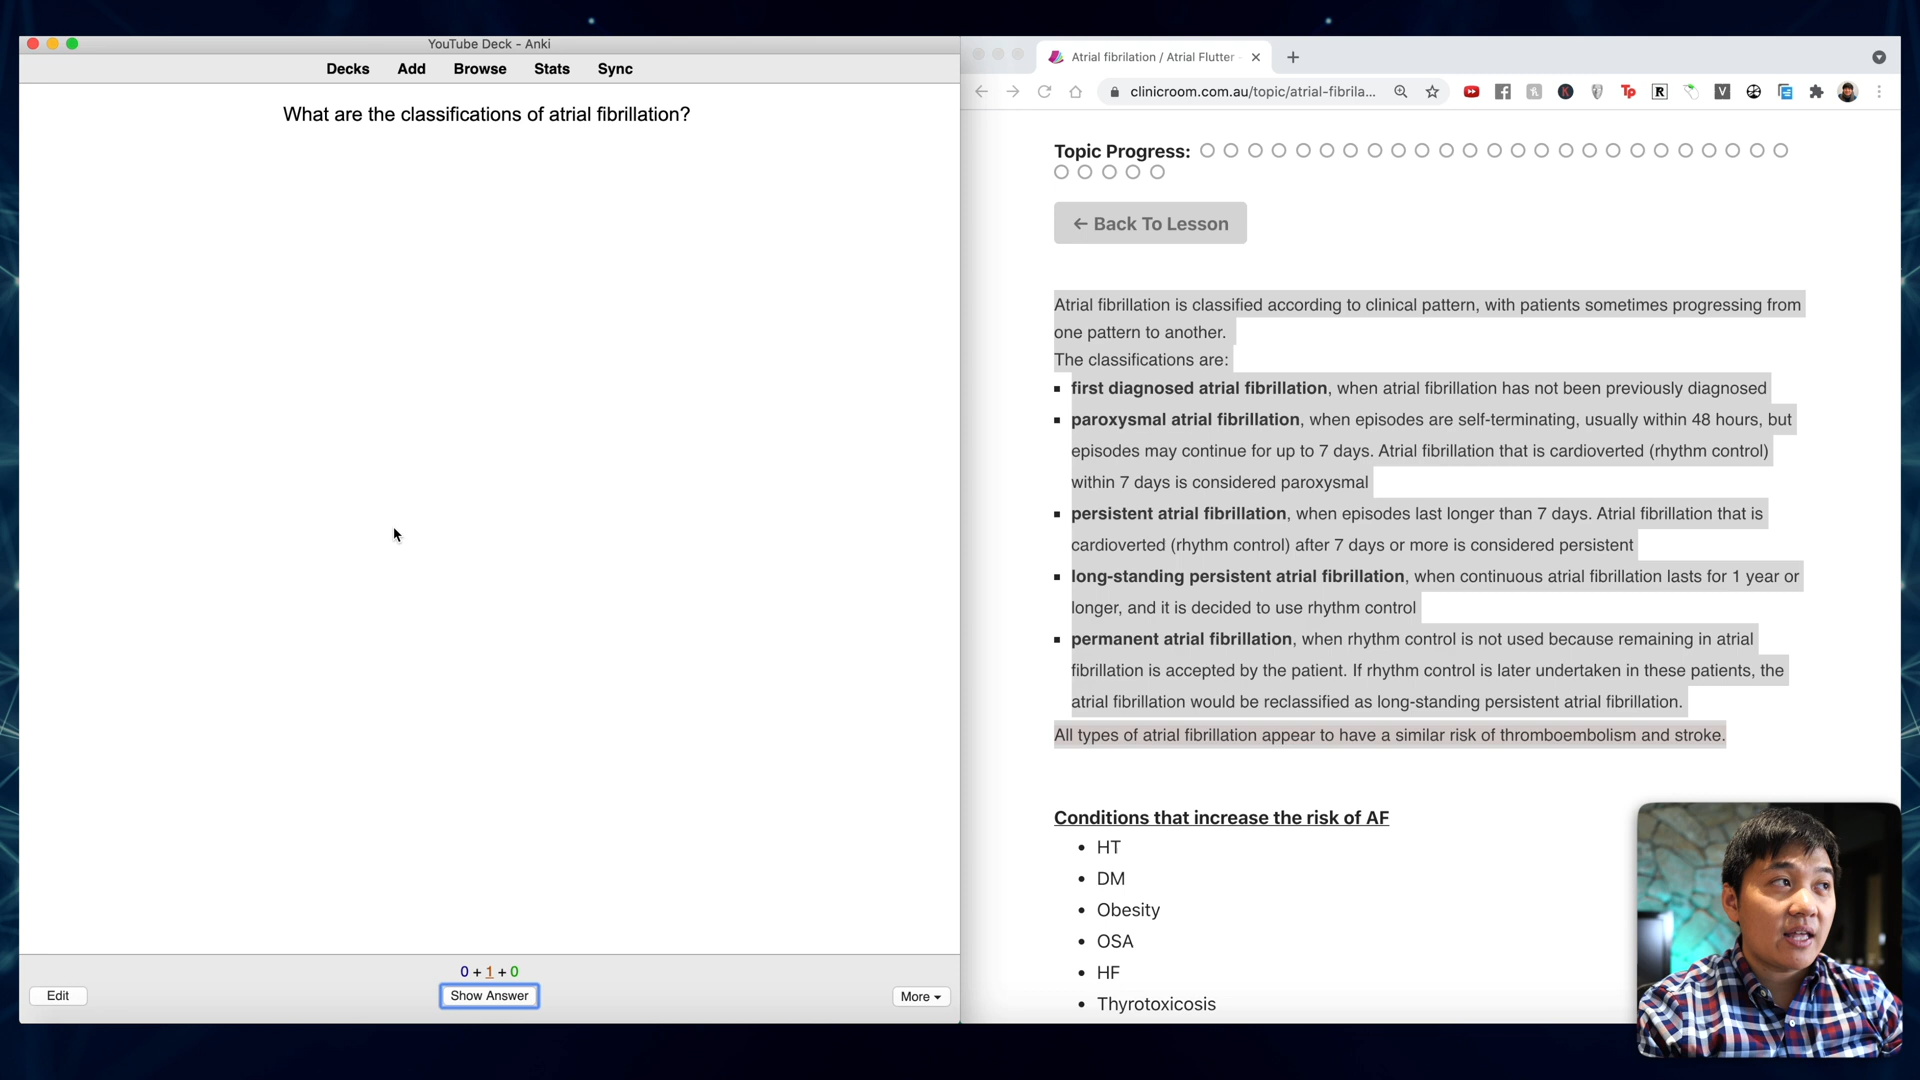 YouTube Deck - Anki
Decks Add Browse Stats Sync
What are the classifications of atrial fibrillation?
0 + 1 + 0
Edit
Show Answer
More
Atrial fibrilation / Atrial Flutter -
clinicroom.com.au/topic/atrial-fibrila...
Topic Progress:
← Back To Lesson
Atrial fibrillation is classified according to clinical pattern, with patients sometimes progressing from
one pattern to another.
The classifications are:
▪ first diagnosed atrial fibrillation, when atrial fibrillation has not been previously diagnosed
▪ paroxysmal atrial fibrillation, when episodes are self-terminating, usually within 48 hours, but
episodes may continue for up to 7 days. Atrial fibrillation that is cardioverted (rhythm control)
within 7 days is considered paroxysmal
▪ persistent atrial fibrillation, when episodes last longer than 7 days. Atrial fibrillation that is
cardioverted (rhythm control) after 7 days or more is considered persistent
▪ long-standing persistent atrial fibrillation, when continuous atrial fibrillation lasts for 1 year or
longer, and it is decided to use rhythm control
▪ permanent atrial fibrillation, when rhythm control is not used because remaining in atrial
fibrillation is accepted by the patient. If rhythm control is later undertaken in these patients, the
atrial fibrillation would be reclassified as long-standing persistent atrial fibrillation.
All types of atrial fibrillation appear to have a similar risk of thromboembolism and stroke.
Conditions that increase the risk of AF
• HT
• DM
• Obesity
• OSA
• HF
• Thyrotoxicosis